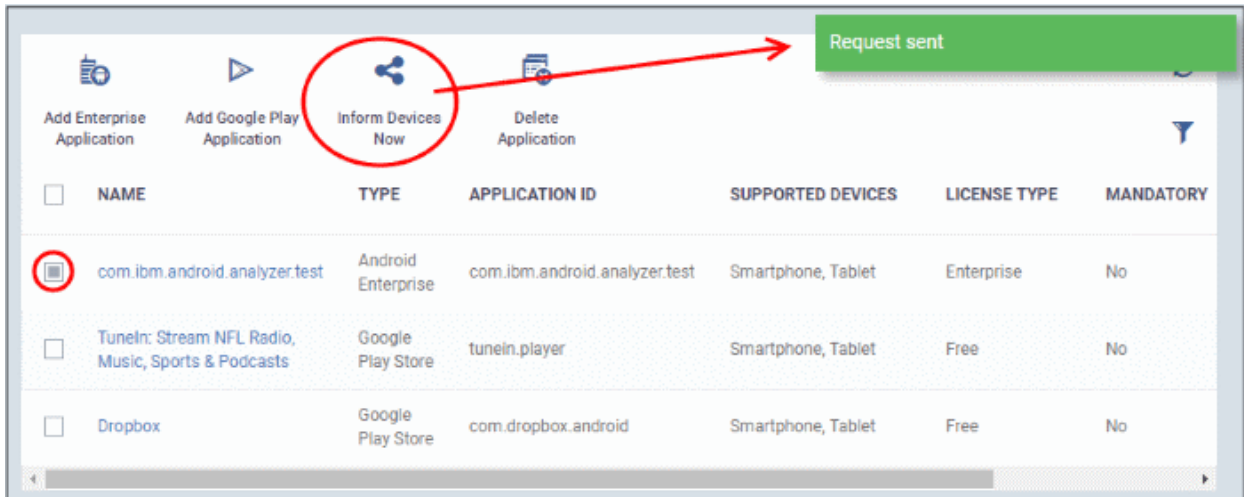 Request sent
Add Enterprise
Application
Add Google Play
Application
Inform Devices
Now
Delete
Application
NAME TYPE APPLICATION ID SUPPORTED DEVICES LICENSE TYPE MANDATORY
com.ibm.android.analyzer.test Android
Enterprise com.ibm.android.analyzer.test Smartphone, Tablet Enterprise No
TuneIn: Stream NFL Radio,
Music, Sports & Podcasts Google
Play Store tunein.player Smartphone, Tablet Free No
Dropbox Google
Play Store com.dropbox.android Smartphone, Tablet Free No